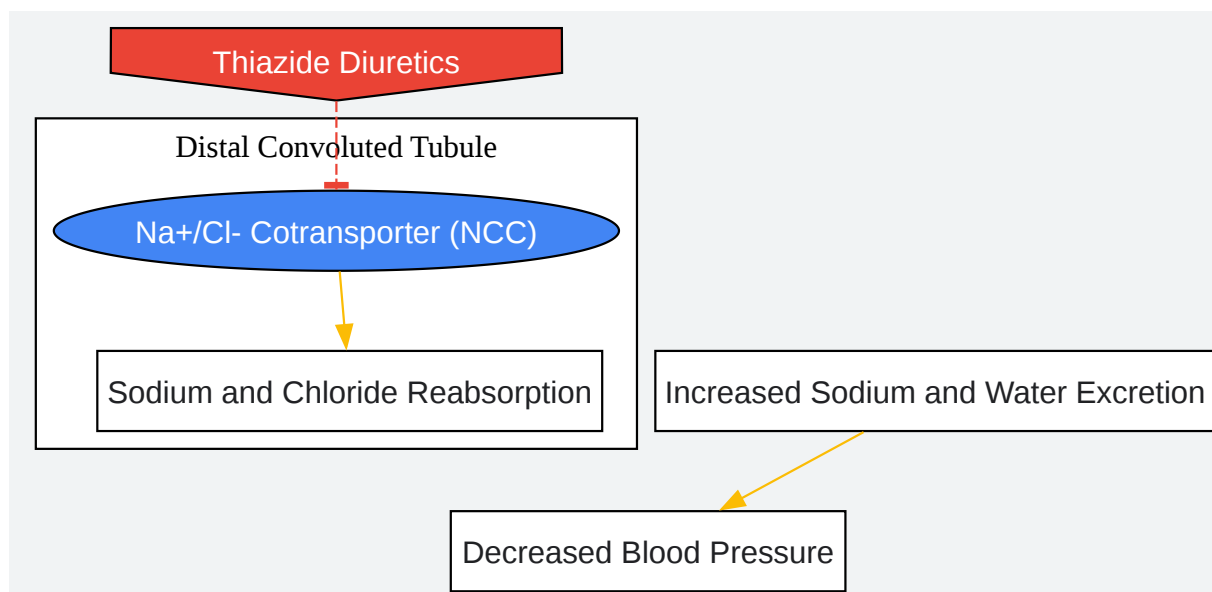 Thiazide Diuretics
Distal Convoluted Tubule
Na+/Cl- Cotransporter (NCC)
Sodium and Chloride Reabsorption
Increased Sodium and Water Excretion
Decreased Blood Pressure